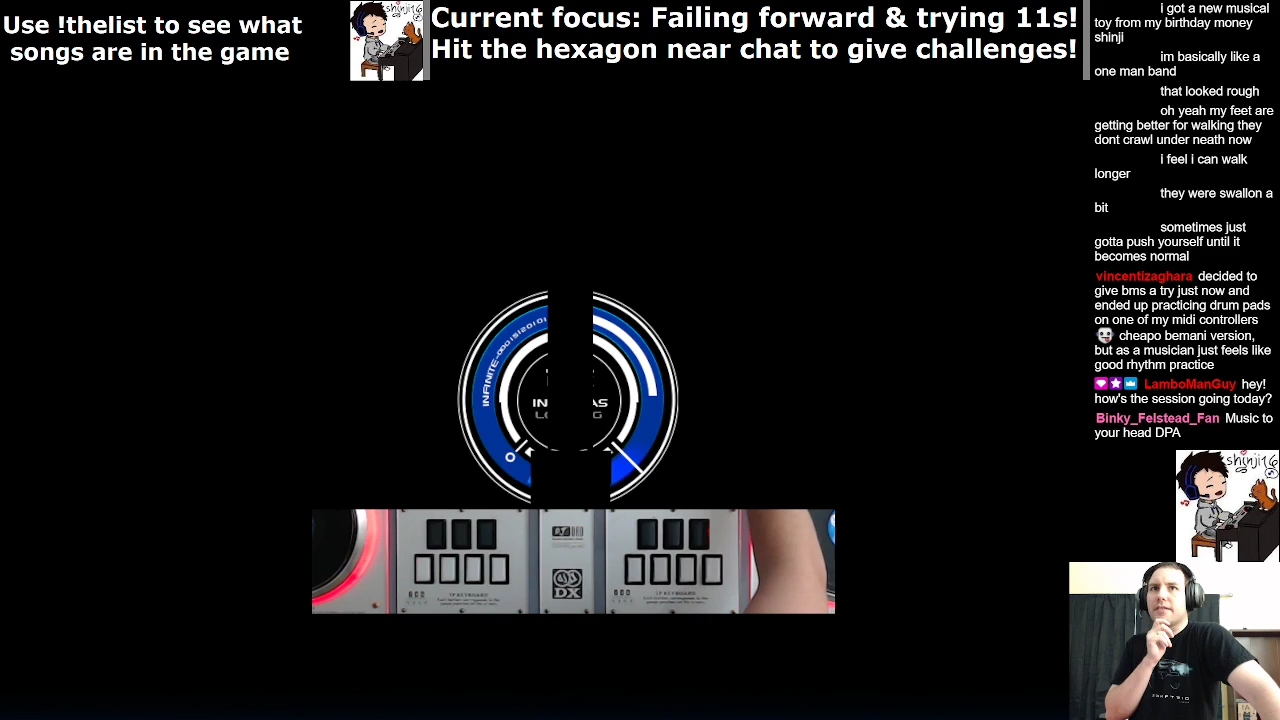 Use !thelist to see what
songs are in the game
shinji16
Current focus: Failing forward & trying 11s!
Hit the hexagon near chat to give challenges!
I got a new musical
toy from my birthday money
shinji
im basically like a
one man band
that looked rough
oh yeah my feet are
getting better for walking they
dont crawl under neath now
i feel i can walk
longer
they were swallon a
bit
sometimes just
gotta push yourself until it
becomes normal
vincentizaghara decided to
give bms a try just now and
ended up practicing drum pads
on one of my midi controllers
cheapo bemani version,
but as a musician just feels like
good rhythm practice
LamboManGuy hey!
how's the session going today?
Binky_Felstead_Fan Music to
your head DPA
shinji16
DX
1P KEYBOARD
2P KEYBOARD